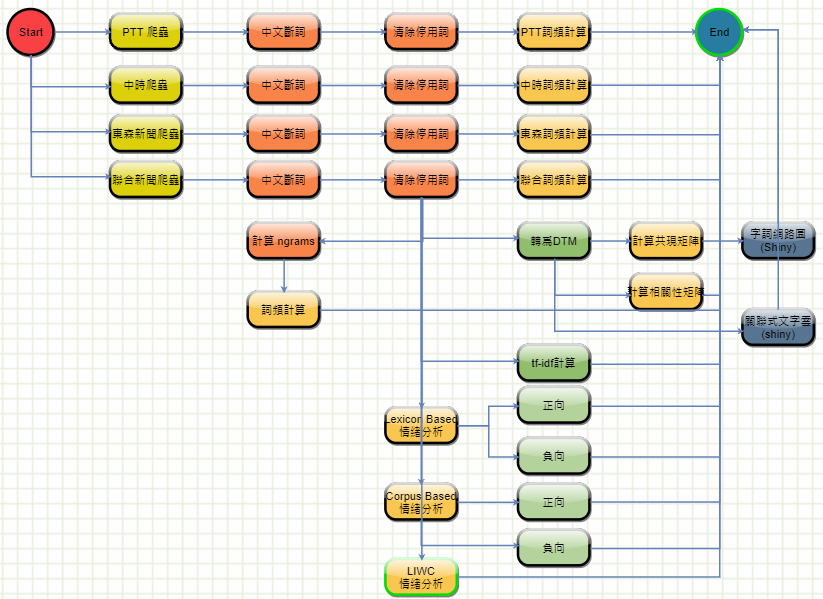 Start
PTT 爬蟲
中文斷詞
清除停用詞
PTT詞頻計算
End
中時爬蟲
中文斷詞
清除停用詞
中時詞頻計算
東森新聞爬蟲
中文斷詞
清除停用詞
東森詞頻計算
聯合新聞爬蟲
中文斷詞
清除停用詞
聯合詞頻計算
計算 ngrams
轉為DTM
計算共現矩陣
字詞網路圖
(Shiny)
計算相關性矩陣
詞頻計算
關聯式文字雲
(shiny)
tf-idf計算
Lexicon Based
情绪分析
正向
負向
Corpus Based
情緒分析
正向
負向
LIWC
情緒分析